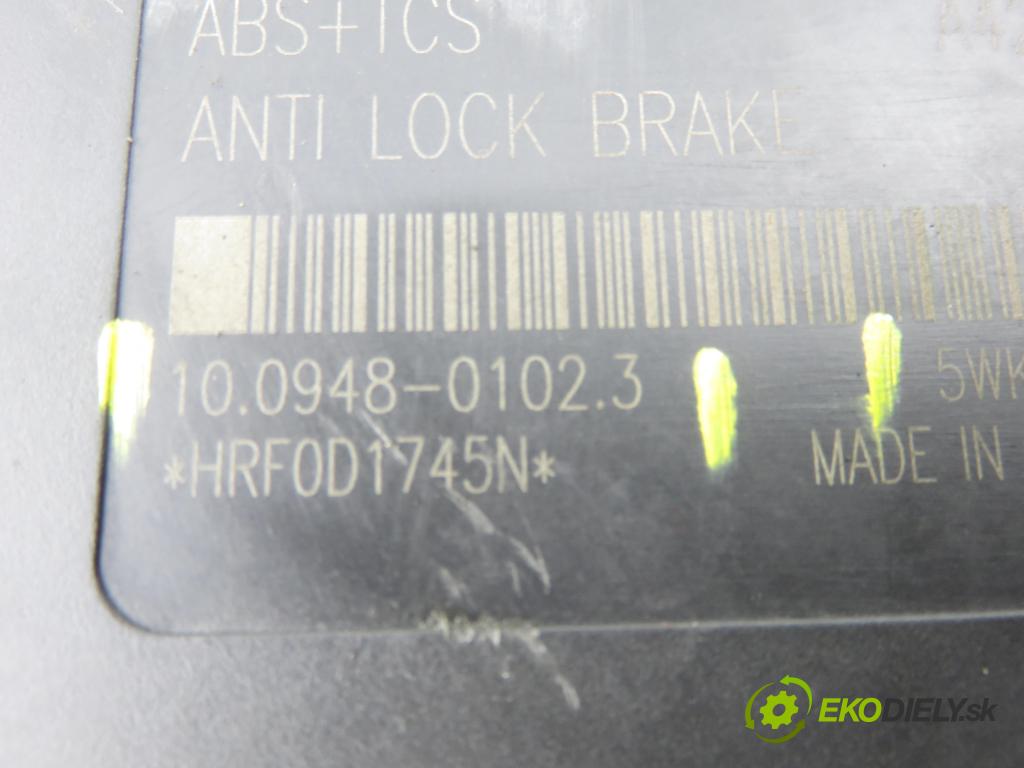 ABS+TCS
ANTI LOCK BRAKE
10.0948-0102.3
5WK
*HRF0D1745N*
MADE IN
EKODIELY.sk